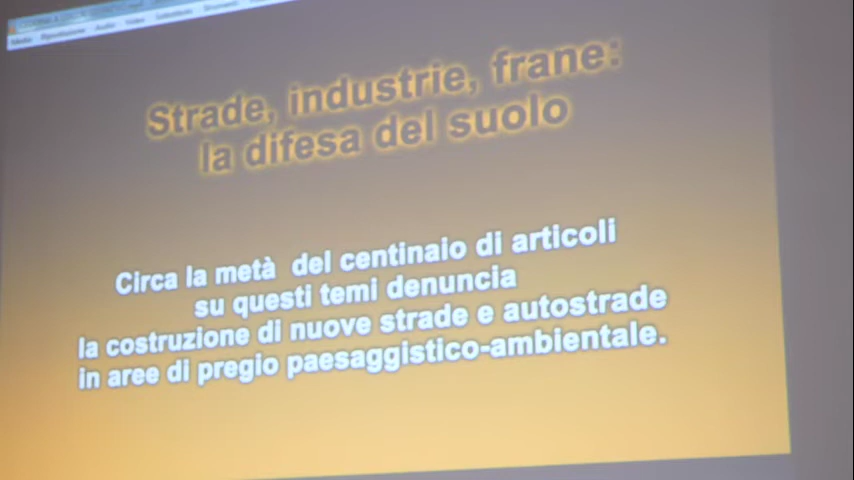 Strade, industrie, frane:
la difesa del suolo
Circa la metà del centinaio di articoli
su questi temi denuncia
la costruzione di nuove strade e autostrade
in aree di pregio paesaggistico-ambientale.